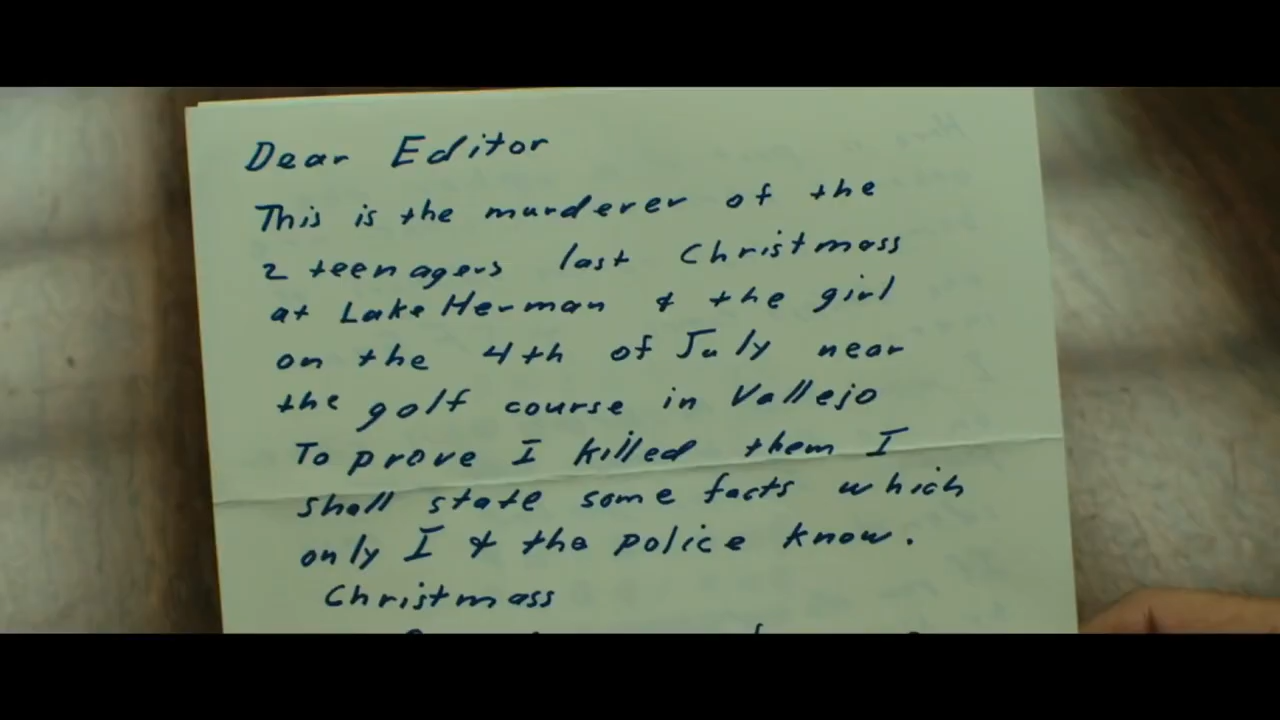 Dear Editor
This is the murderer of the
2 teenagers last Christmass
at Lake Herman & the girl
on the 4th of July near
the golf course in Vallejo
To prove I killed them I
shall state some facts which
only I & the police know.
Christmass